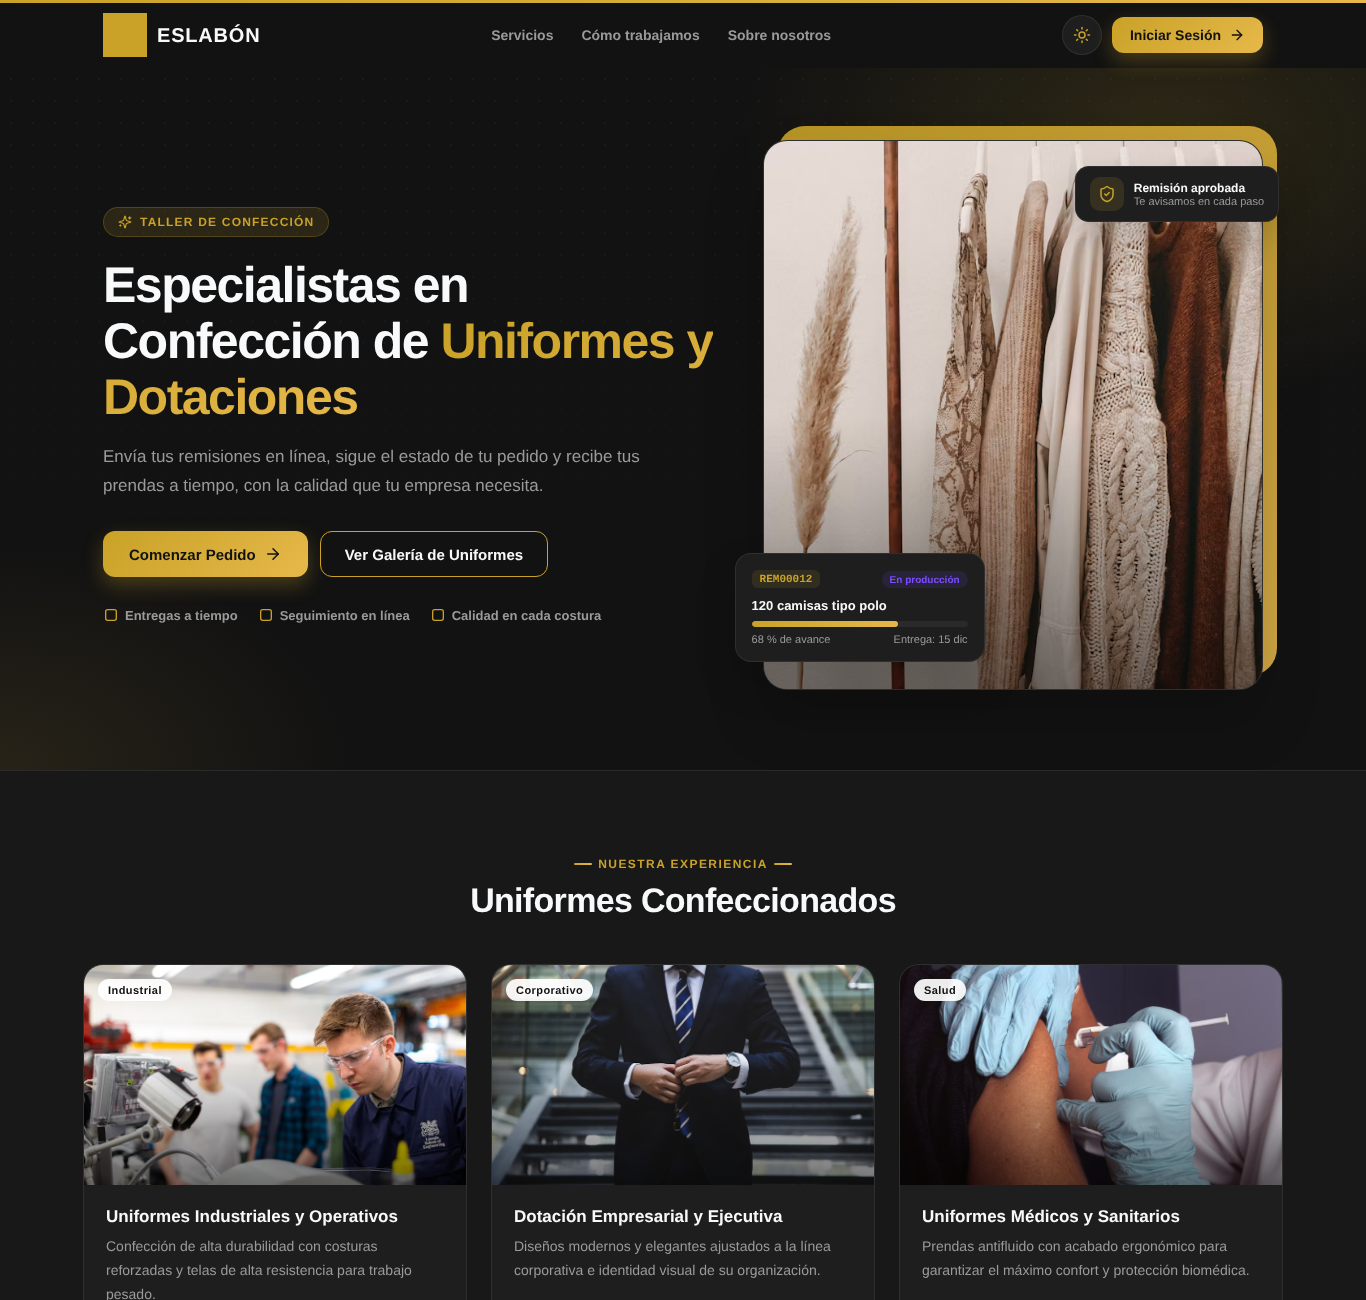 ESLABÓN
Servicios
Cómo trabajamos
Sobre nosotros
Iniciar Sesión
TALLER DE CONFECCIÓN
Especialistas en
Confección de Uniformes y
Dotaciones
Envía tus remisiones en línea, sigue el estado de tu pedido y recibe tus
prendas a tiempo, con la calidad que tu empresa necesita.
Comenzar Pedido
Ver Galería de Uniformes
Entregas a tiempo
Seguimiento en línea
Calidad en cada costura
Remisión aprobada
Te avisamos en cada paso
REM00012
En producción
120 camisas tipo polo
68 % de avance
Entrega: 15 dic
NUESTRA EXPERIENCIA
Uniformes Confeccionados
Industrial
Uniformes Industriales y Operativos
Confección de alta durabilidad con costuras
reforzadas y telas de alta resistencia para trabajo
pesado.
Corporativo
Dotación Empresarial y Ejecutiva
Diseños modernos y elegantes ajustados a la línea
corporativa e identidad visual de su organización.
Salud
Uniformes Médicos y Sanitarios
Prendas antifluido con acabado ergonómico para
garantizar el máximo confort y protección biomédica.